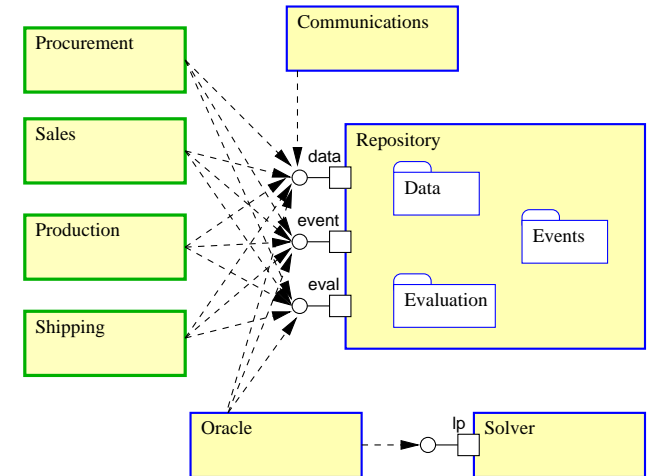 Communications
Procurement
Sales
Repository
data
Data
Production
event
Events
eval
Evaluation
Shipping
Oracle
lp
Solver